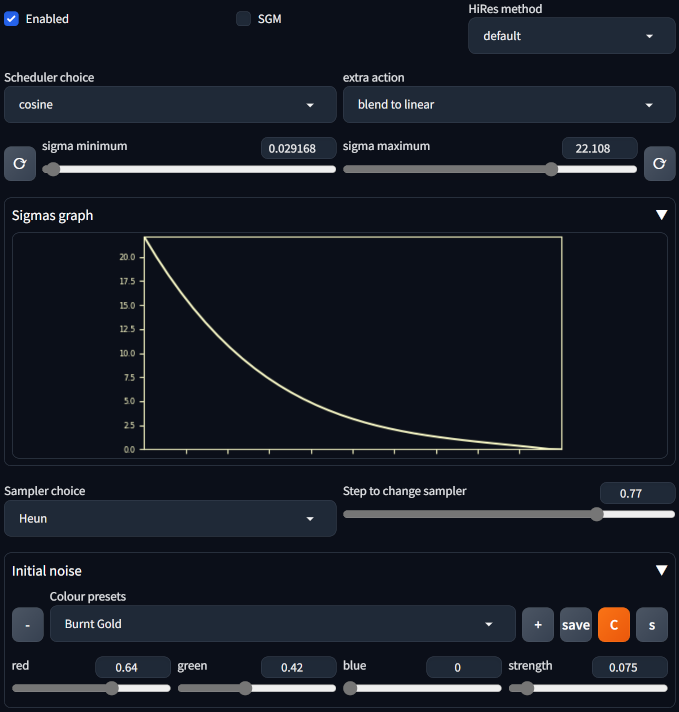 Enabled
SGM
HiRes method
default
Scheduler choice
extra action
cosine
blend to linear
sigma minimum
0.029168
sigma maximum
22.108
Sigmas graph
20.0
17.5
15.0
12.5
10.0
7.5
5.0
2.5
0.0
Sampler choice
Step to change sampler
0.77
Heun
Initial noise
Colour presets
-
Burnt Gold
+
save
C
s
red
0.64
green
0.42
blue
0
strength
0.075